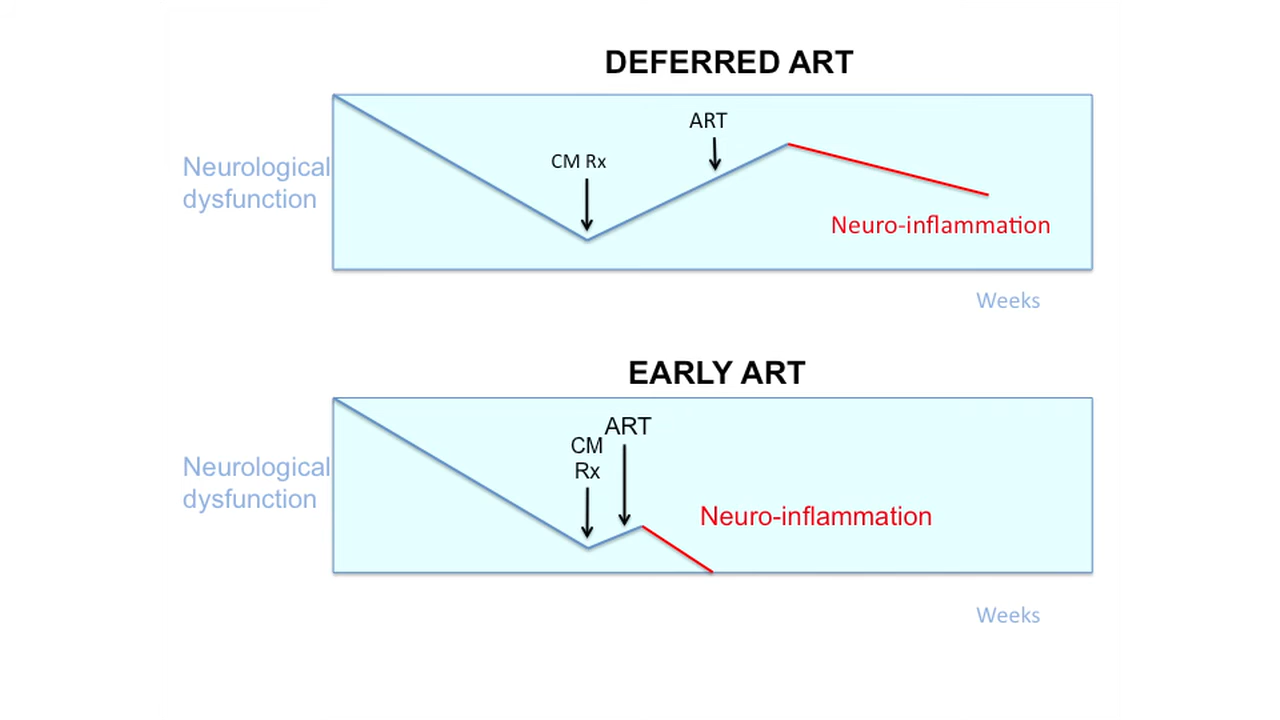 DEFERRED ART
ART
CM Rx
Neurological
dysfunction
Neuro-inflammation
Weeks
EARLY ART
ART
CM
Rx
Neurological
dysfunction
Neuro-inflammation
Weeks